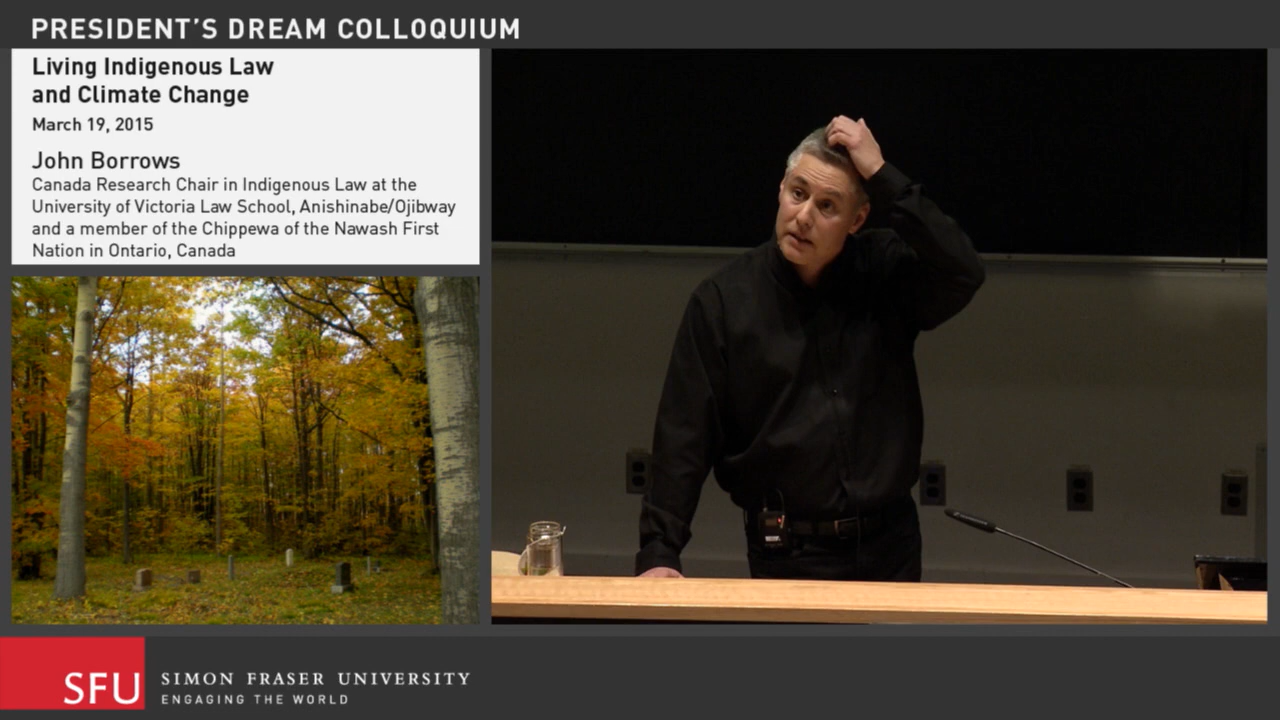 PRESIDENT'S DREAM COLLOQUIUM
Living Indigenous Law
and Climate Change
March 19, 2015
John Borrows
Canada Research Chair in Indigenous Law at the
University of Victoria Law School, Anishinabe/Ojibway
and a member of the Chippewa of the Nawash First
Nation in Ontario, Canada
SFU
SIMON FRASER UNIVERSITY
ENGAGING THE WORLD